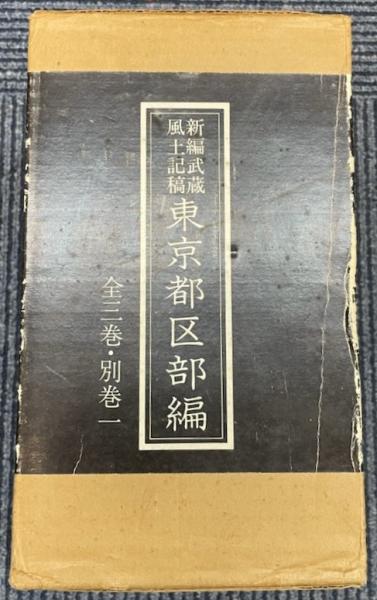 新編武蔵
風土記稿
東京都区部編
全三巻・別巻一